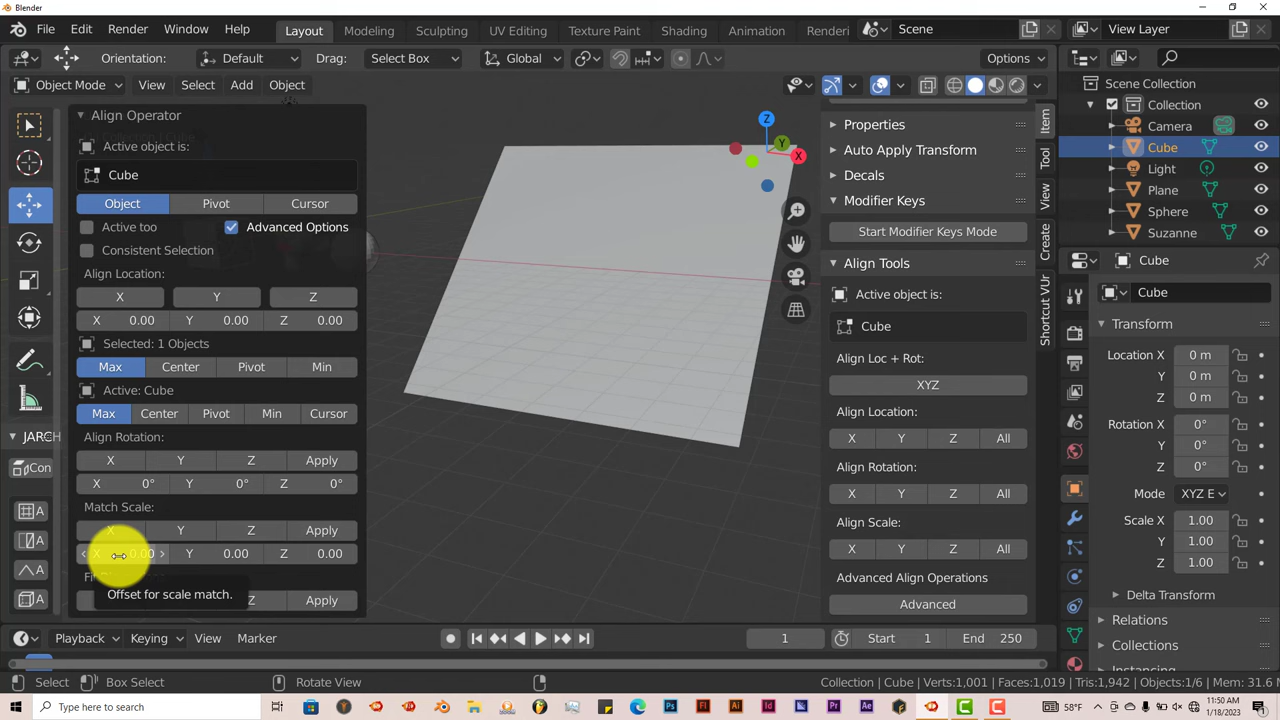 Blender
File Edit Render Window Help Layout Modeling Sculpting UV Editing Texture Paint Shading Animation Renderi Scene View Layer
Orientation: Default Drag: Select Box Global Options
Object Mode View Select Add Object
Scene Collection
Collection
Camera
Cube
Light
Plane
Sphere
Suzanne
Align Operator
Active object is:
Cube
Object Pivot Cursor
Active too Advanced Options
Consistent Selection
Align Location:
X Y Z
X 0.00 Y 0.00 Z 0.00
Selected: 1 Objects
Max Center Pivot Min
Active: Cube
Max Center Pivot Min Cursor
Align Rotation:
X Y Z Apply
X 0° Y 0° Z 0°
Match Scale:
X Y Z Apply
X 0.00 Y 0.00 Z 0.00
Offset for scale match.
Z Apply
JARCH
Con
A
A
A
A
Z
Y
X
Properties
Auto Apply Transform
Decals
Modifier Keys
Start Modifier Keys Mode
Align Tools
Active object is:
Cube
Align Loc + Rot:
XYZ
Align Location:
X Y Z All
Align Rotation:
X Y Z All
Align Scale:
X Y Z All
Advanced Align Operations
Advanced
Item
Tool
View
Create
Shortcut VUr
Cube
Cube
Transform
Location X 0 m
Y 0 m
Z 0 m
Rotation X 0°
Y 0°
Z 0°
Mode XYZ E
Scale X 1.00
Y 1.00
Z 1.00
Delta Transform
Relations
Collections
Instancing
Playback Keying View Marker 1 Start 1 End 250
Select Box Select Rotate View Collection | Cube | Verts:1,001 | Faces:1,019 | Tris:1,942 | Objects:1/6 | Mem: 31.6 M
Type here to search 58°F 11:50 AM
1/18/2023